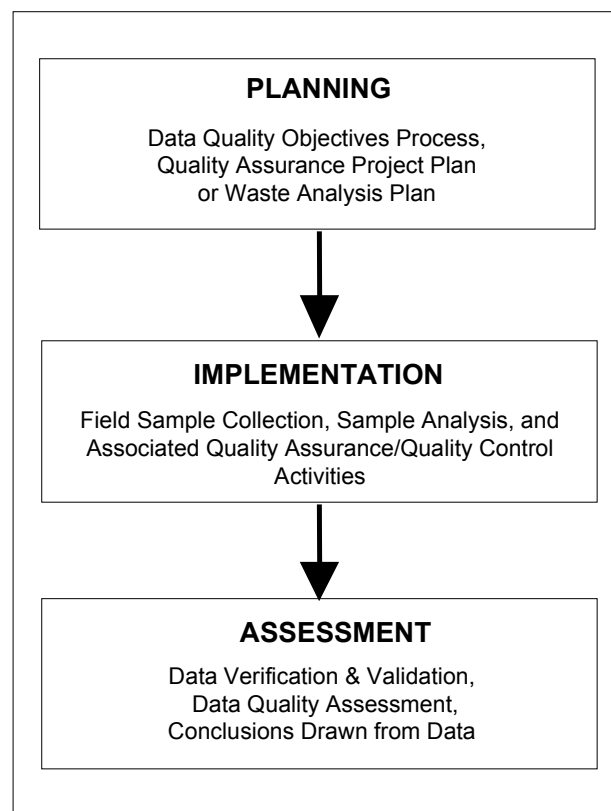 PLANNING
Data Quality Objectives Process,
Quality Assurance Project Plan
or Waste Analysis Plan
IMPLEMENTATION
Field Sample Collection, Sample Analysis, and
Associated Quality Assurance/Quality Control
Activities
ASSESSMENT
Data Verification & Validation,
Data Quality Assessment,
Conclusions Drawn from Data